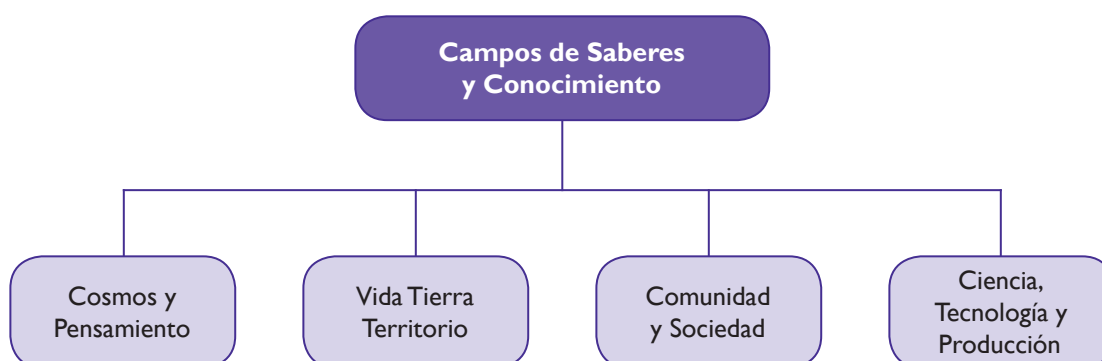 Campos de Saberes
y Conocimiento
Cosmos y
Pensamiento
Vida Tierra
Territorio
Comunidad
y Sociedad
Ciencia,
Tecnología y
Producción